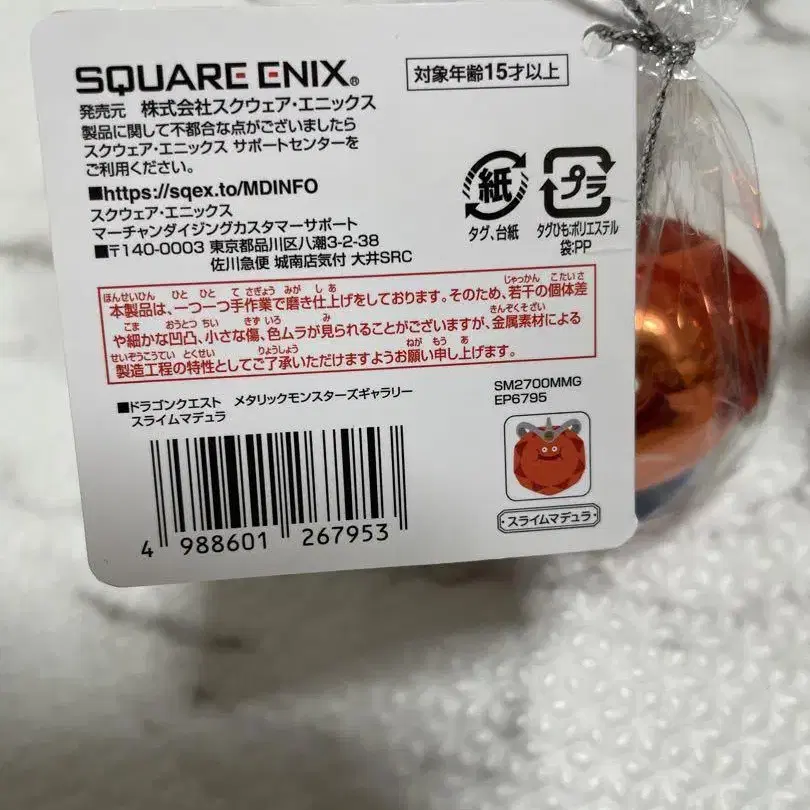 SQUARE ENIX®
対象年齢15才以上
発売元 株式会社スクウェア・エニックス
製品に関して不都合な点がございましたら
スクウェア・エニックス サポートセンターを
ご利用ください。
■https://sqex.to/MDINFO
スクウェア・エニックス
マーチャンダイジングカスタマーサポート
■〒140-0003 東京都品川区八潮3-2-38
佐川急便 城南店気付 大井SRC
紙
タグ、台紙
プラ
タグひも:ポリエステル
袋:PP
ほんせいひん ひと ひと て さぎょう みが し あ じゃっかん こたいさ
本製品は、一つ一つ手作業で磨き仕上げをしております。そのため、若干の個体差
こま おうとつ ちい きず いろ み きんぞくそざい
や細かな凹凸、小さな傷、色ムラが見られることがございますが、金属素材による
せいぞうこうてい とくせい りょうしょう ねが もう あ
製造工程の特性としてご了承いただけますようお願い申し上げます。
■ドラゴンクエスト メタリックモンスターズギャラリー
スライムマデュラ
SM2700MMG
EP6795
4 988601 267953
・スライムマデュラ・